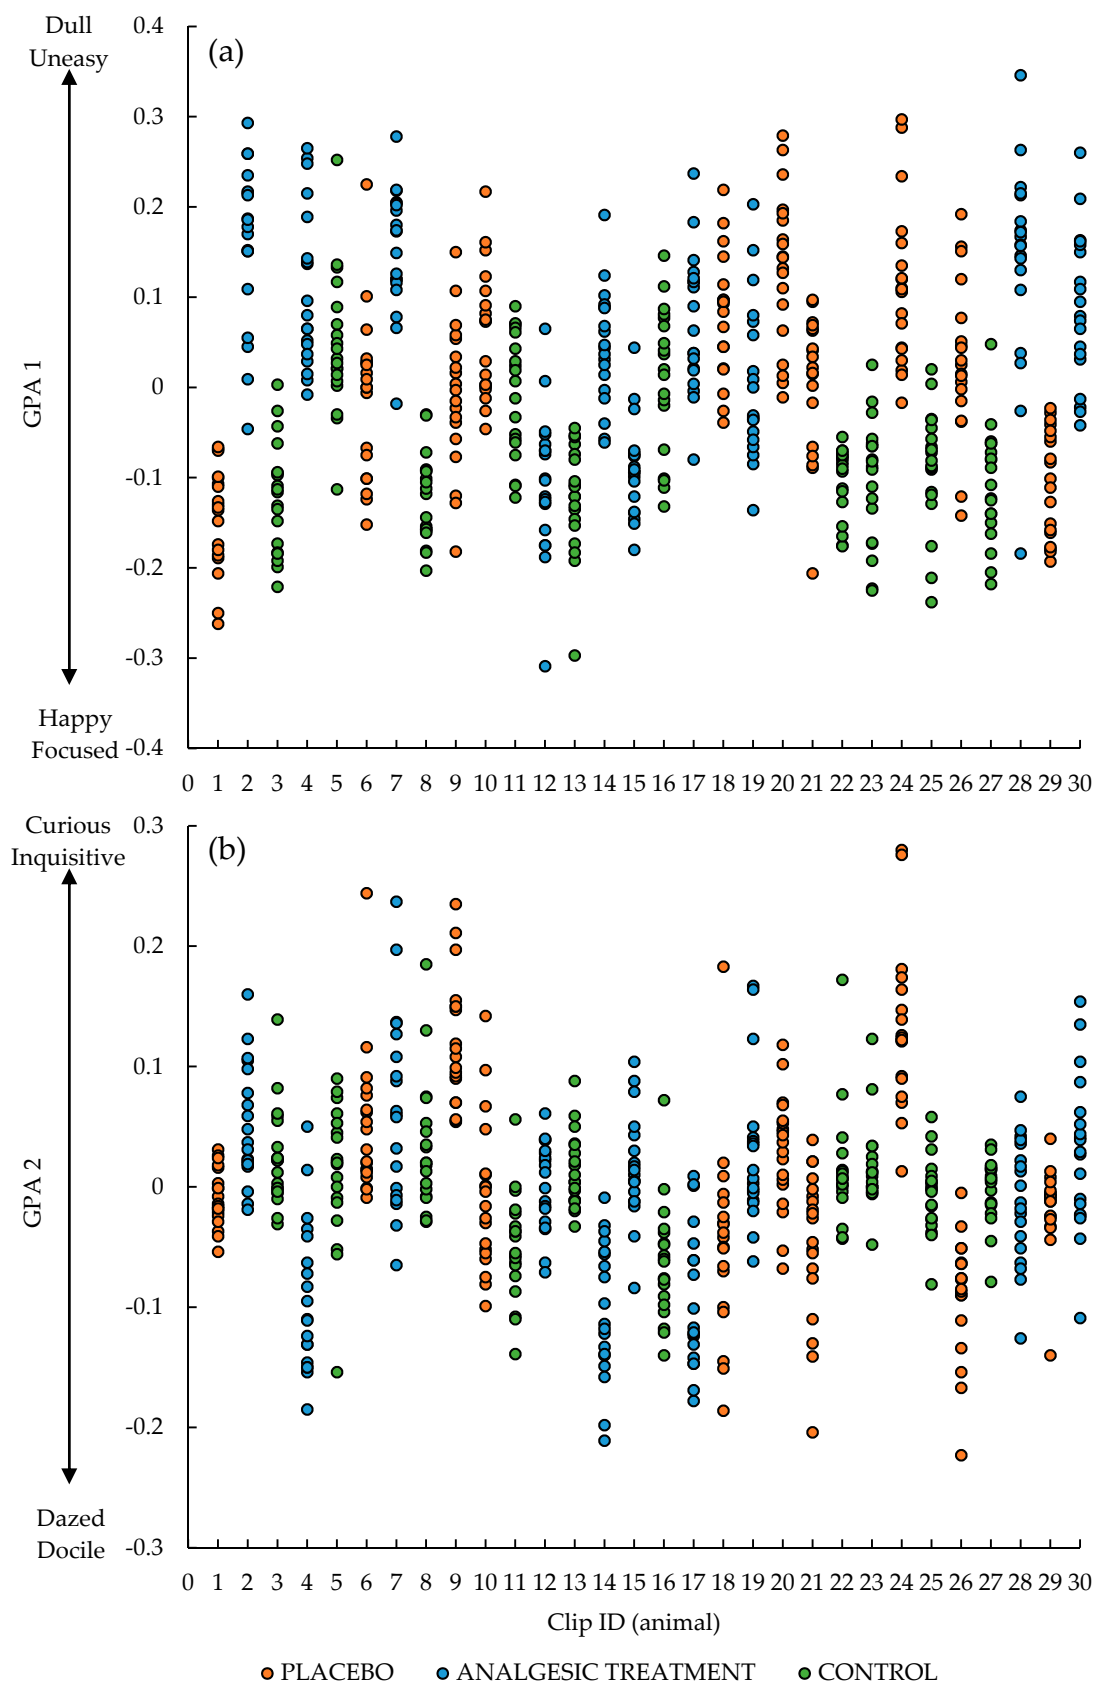 Dull
Uneasy
(a)
0.4
0.3
0.2
0.1
0
-0.1
-0.2
-0.3
-0.4
GPA 1
Happy
Focused
0 1 2 3 4 5 6 7 8 9 10 11 12 13 14 15 16 17 18 19 20 21 22 23 24 25 26 27 28 29 30
Curious
Inquisitive
(b)
0.3
0.2
0.1
0
-0.1
-0.2
-0.3
GPA 2
Dazed
Docile
0 1 2 3 4 5 6 7 8 9 10 11 12 13 14 15 16 17 18 19 20 21 22 23 24 25 26 27 28 29 30
Clip ID (animal)
PLACEBO ANALGESIC TREATMENT CONTROL